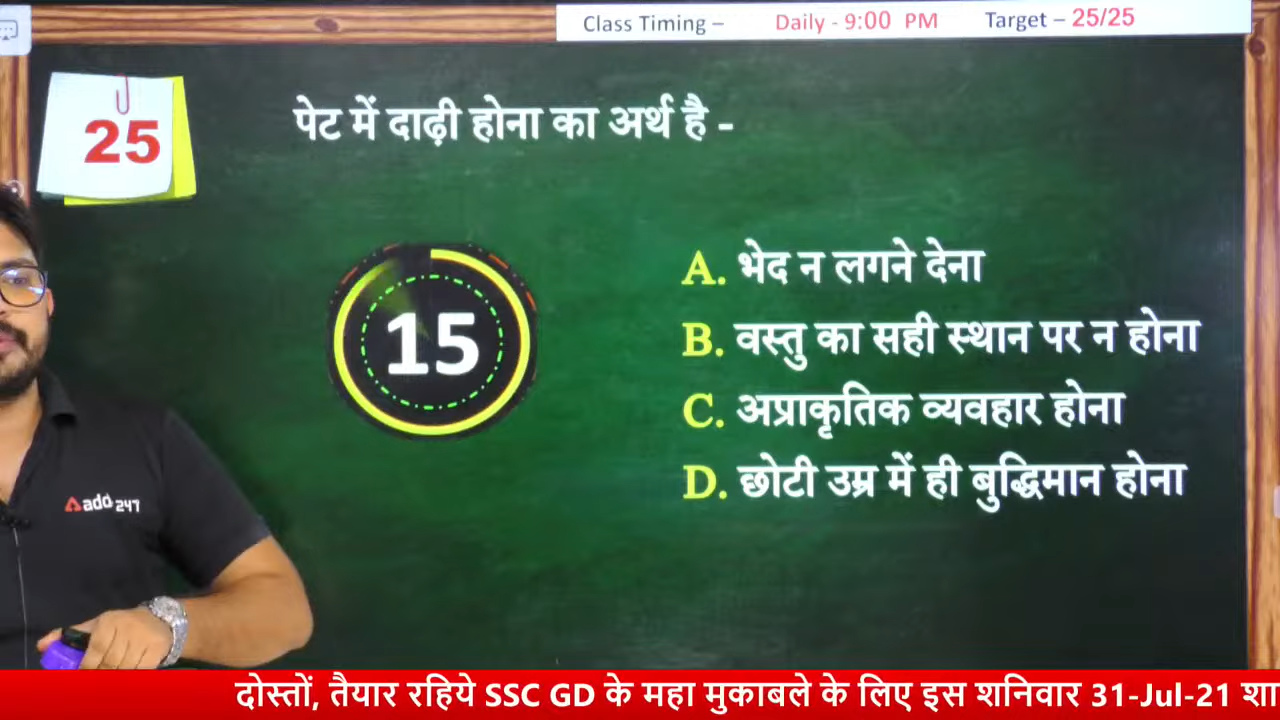 Class Timing – Daily - 9:00 PM Target – 25/25
25
पेट में दाढ़ी होना का अर्थ है -
15
A. भेद न लगने देना
B. वस्तु का सही स्थान पर न होना
C. अप्राकृतिक व्यवहार होना
D. छोटी उम्र में ही बुद्धिमान होना
adda 247
दोस्तों, तैयार रहिये SSC GD के महा मुकाबले के लिए इस शनिवार 31-Jul-21 शा